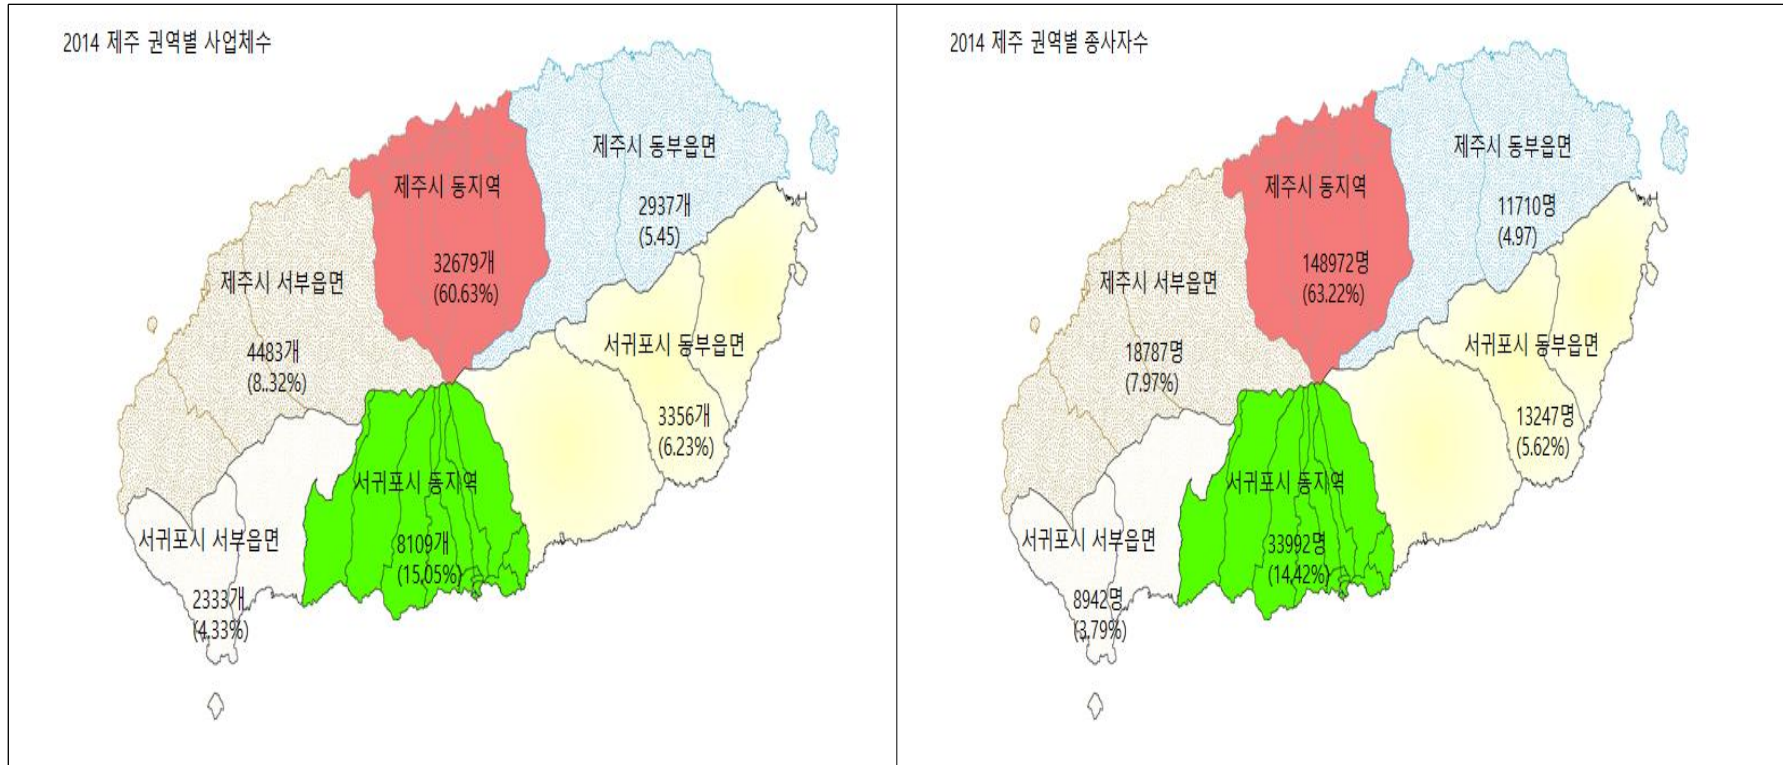 2014 제주 권역별 사업체수
제주시 동부읍면
2937개
(5.45)
제주시 동지역
32679개
(60.63%)
제주시 서부읍면
4483개
(8..32%)
서귀포시 동부읍면
3356개
(6.23%)
서귀포시 동지역
8109개
(15.05%)
서귀포시 서부읍면
2333개
(4.33%)
2014 제주 권역별 종사자수
제주시 동부읍면
11710명
(4.97)
제주시 동지역
148972명
(63.22%)
제주시 서부읍면
18787명
(7.97%)
서귀포시 동부읍면
13247명
(5.62%)
서귀포시 동지역
33992명
(14.42%)
서귀포시 서부읍면
8942명
(3.79%)